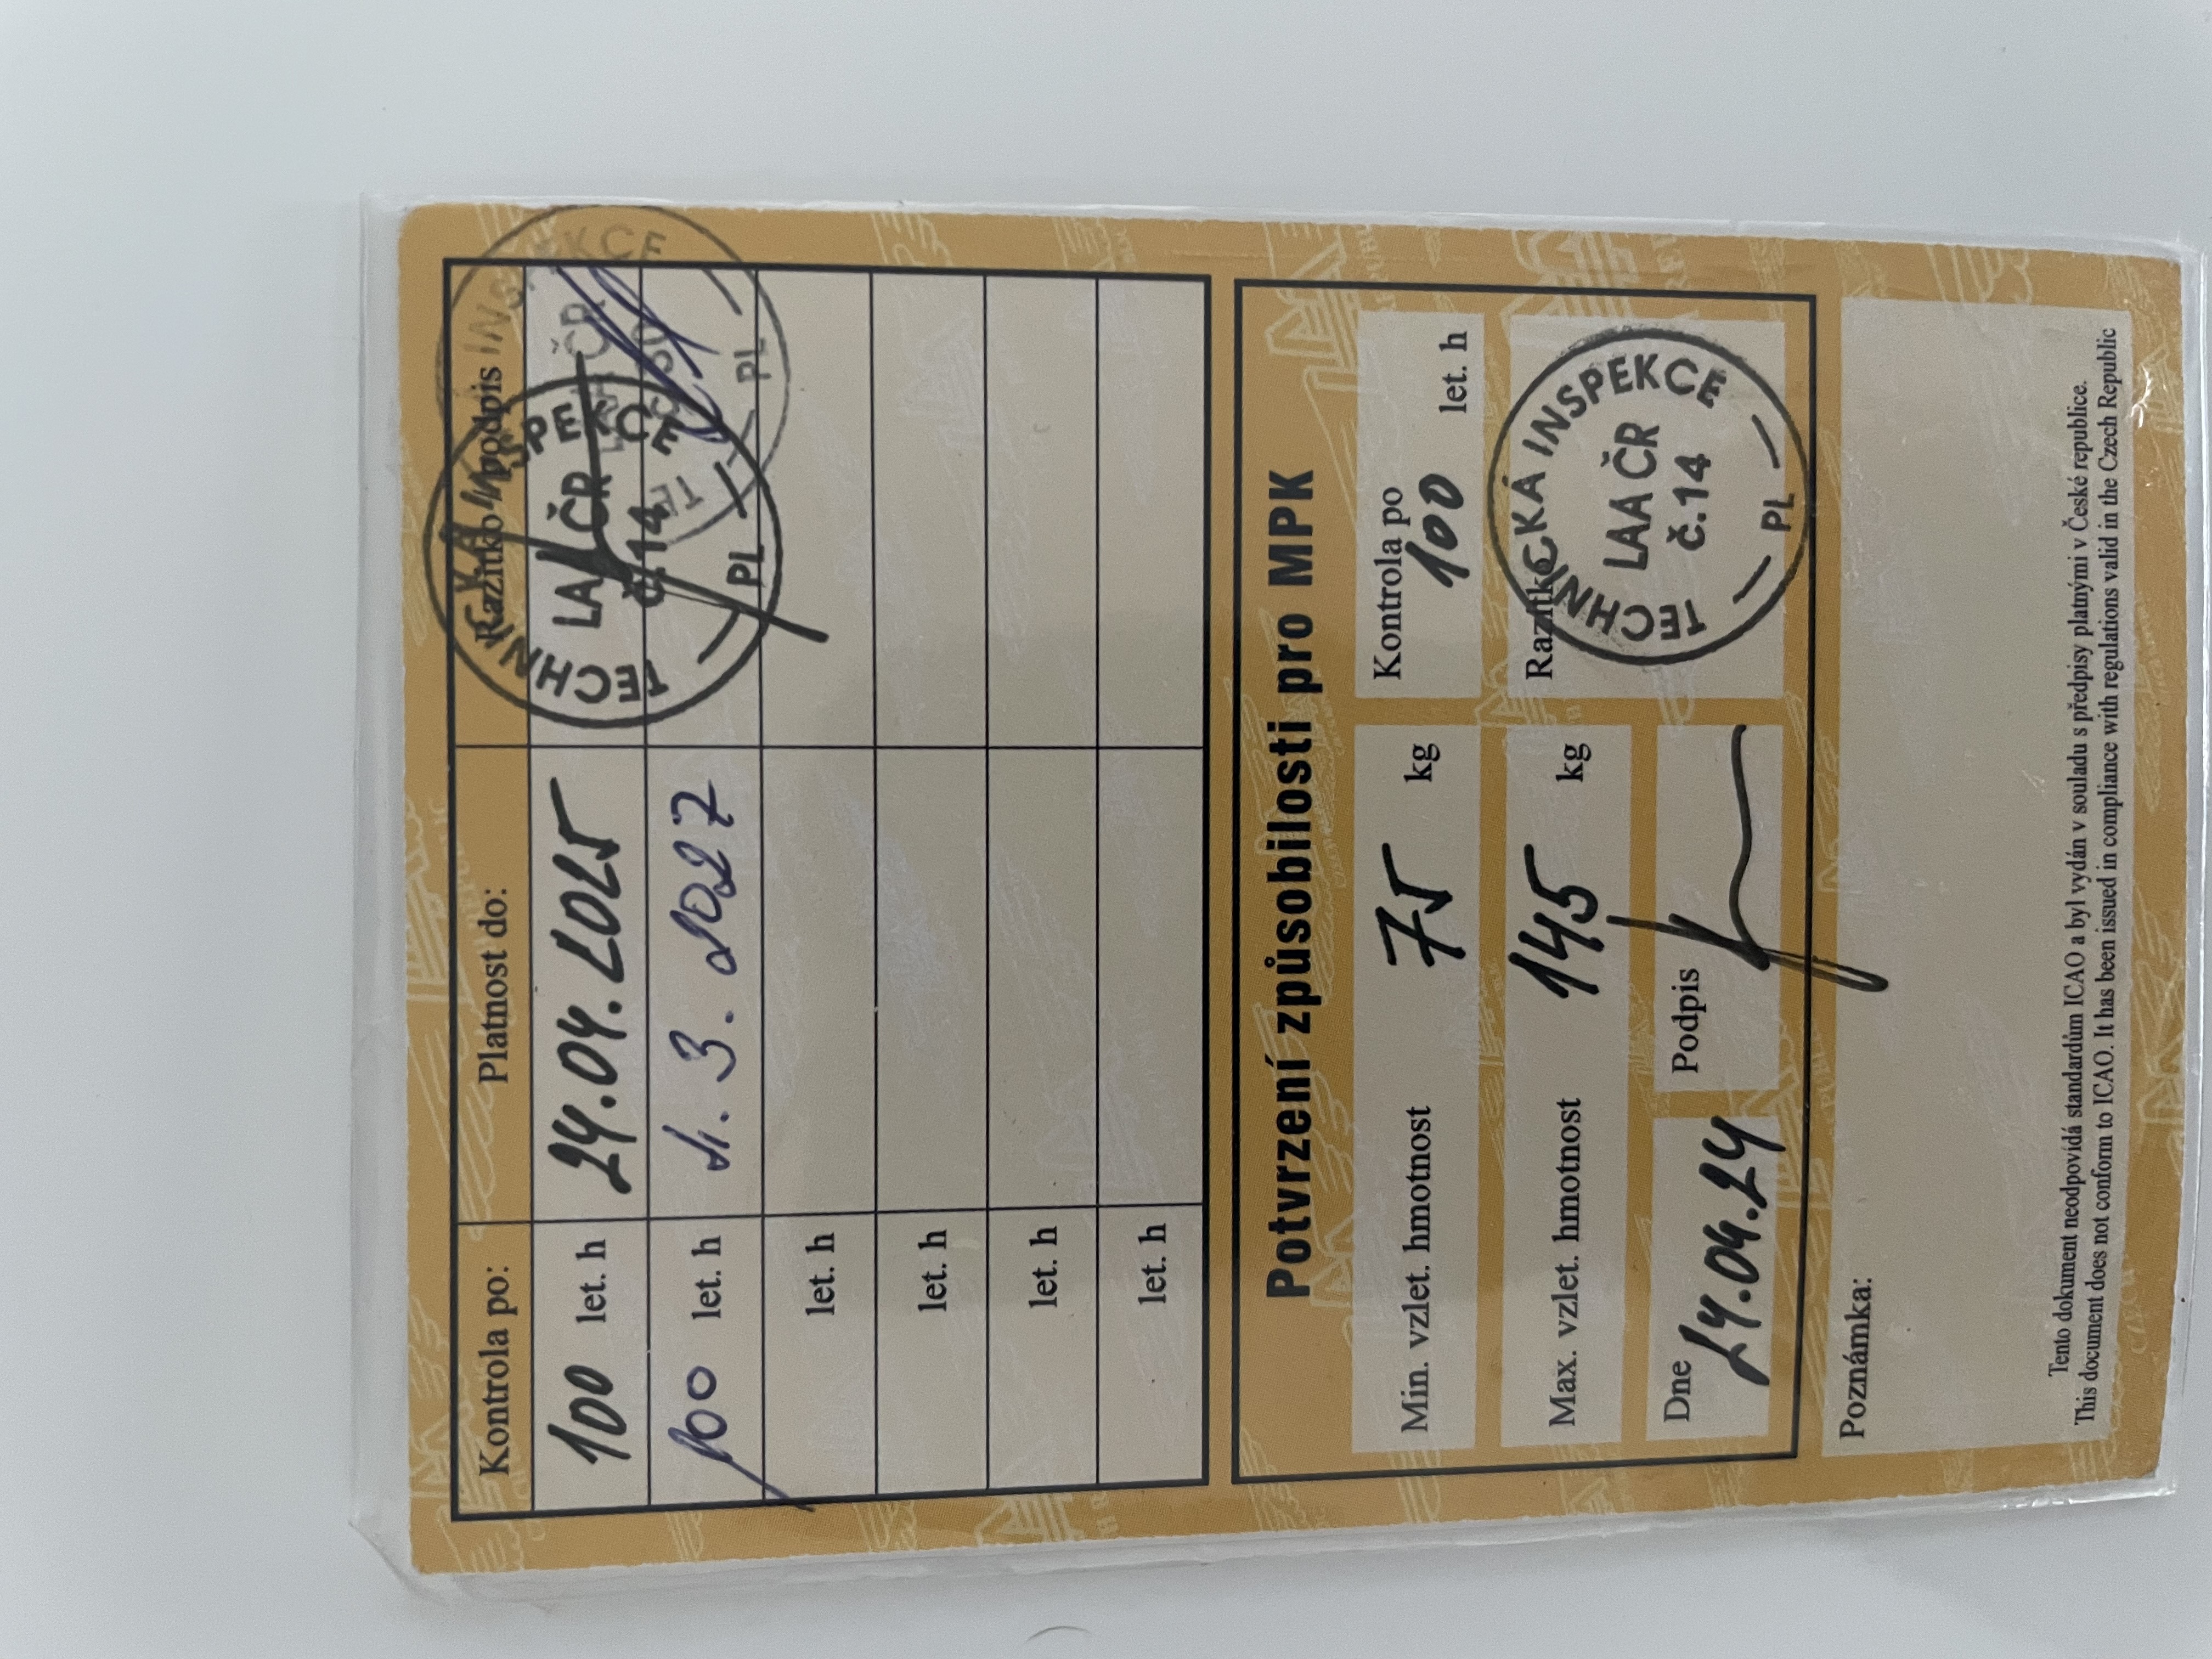 Kontrola po: Platnost do: Razítko / podpis
100 let. h 24.04.2025
TECHNICKÁ INSPEKCE
LAA ČR
č.14
PL
100 let. h 1. 3. 2027
INSPEKCE
ČR
PL
let. h
let. h
let. h
let. h
Potvrzení způsobilosti pro MPK
Min. vzlet. hmotnost 75 kg
Kontrola po
100 let. h
Max. vzlet. hmotnost 145 kg
Razítko
TECHNICKÁ INSPEKCE
LAA ČR
č.14
PL
Dne
24.04.24
Podpis
Poznámka:
Tento dokument neodpovídá standardům ICAO a byl vydán v souladu s předpisy platnými v České republice.
This document does not conform to ICAO. It has been issued in compliance with regulations valid in the Czech Republic